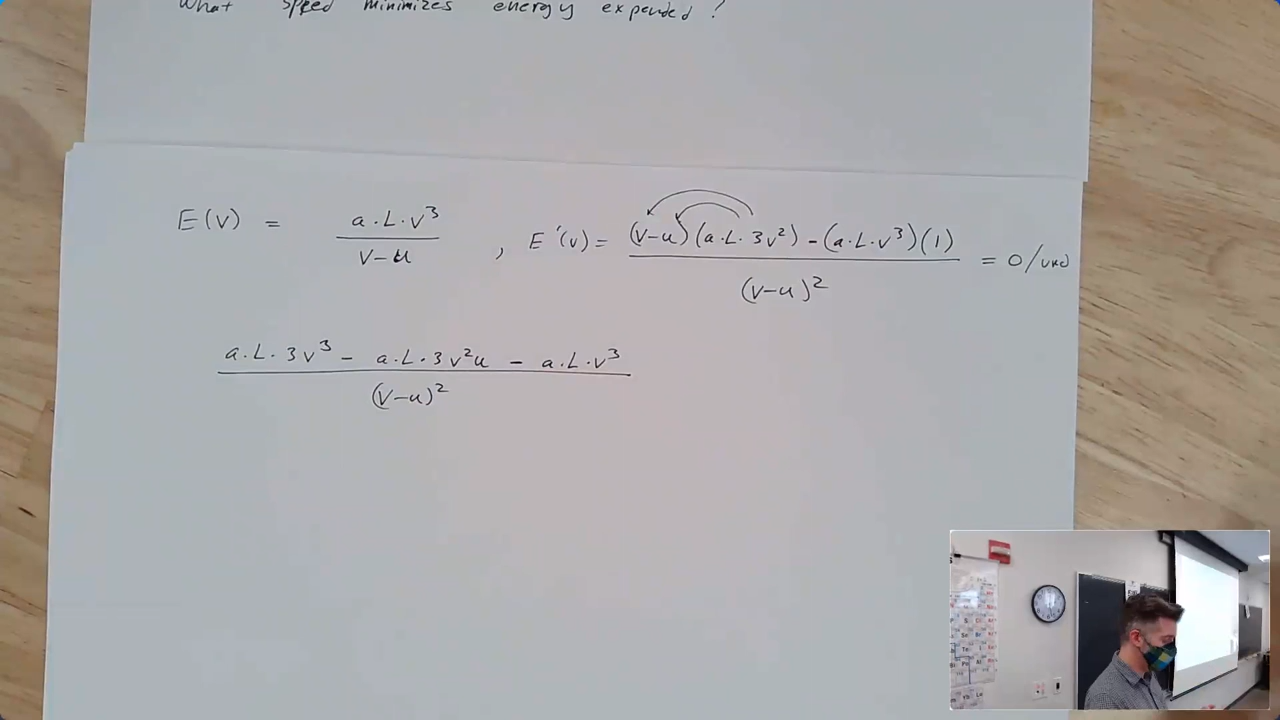 What speed minimizes energy expended?
E(v) = a·L·v³ / v-u , E'(v) = (v-u)(a·L·3v²) - (a·L·v³)(1) / (v-u)² = 0/und
a·L·3v³ - a·L·3v²u - a·L·v³ / (v-u)²